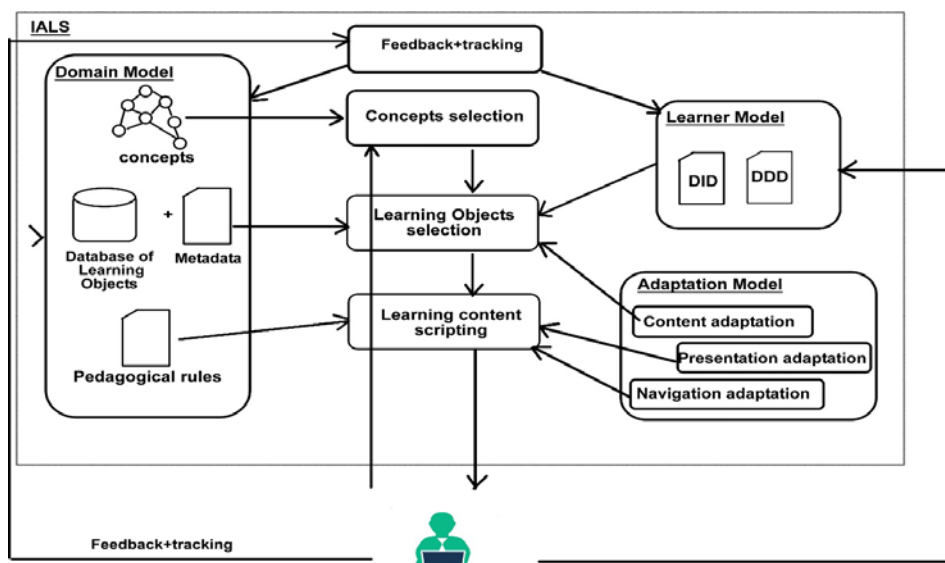 IALS
Feedback+tracking
Domain Model
concepts
Concepts selection
Learner Model
DID
DDD
Learning Objects
selection
+
Database of
Learning
Objects
Metadata
Adaptation Model
Content adaptation
Learning content
scripting
Presentation adaptation
Pedagogical rules
Navigation adaptation
Feedback+tracking